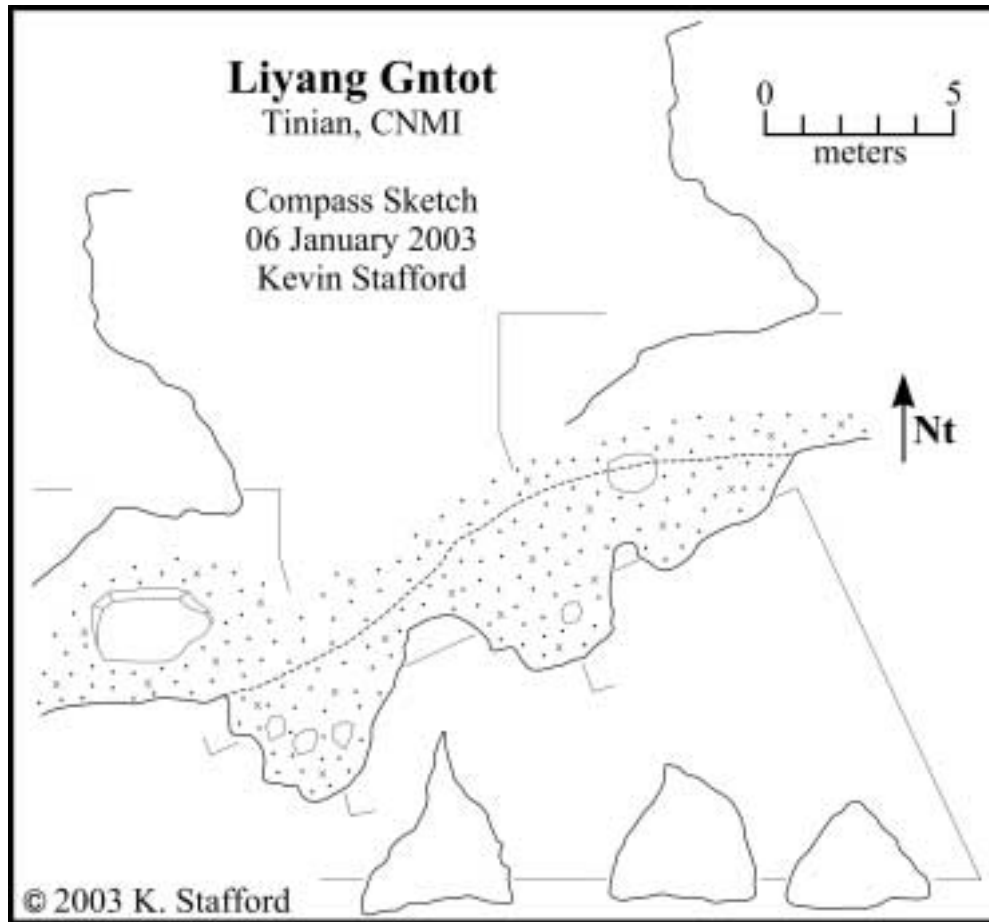 Liyang Gntot
Tinian, CNMI
Compass Sketch
06 January 2003
Kevin Stafford
0 5
meters
Nt
© 2003 K. Stafford